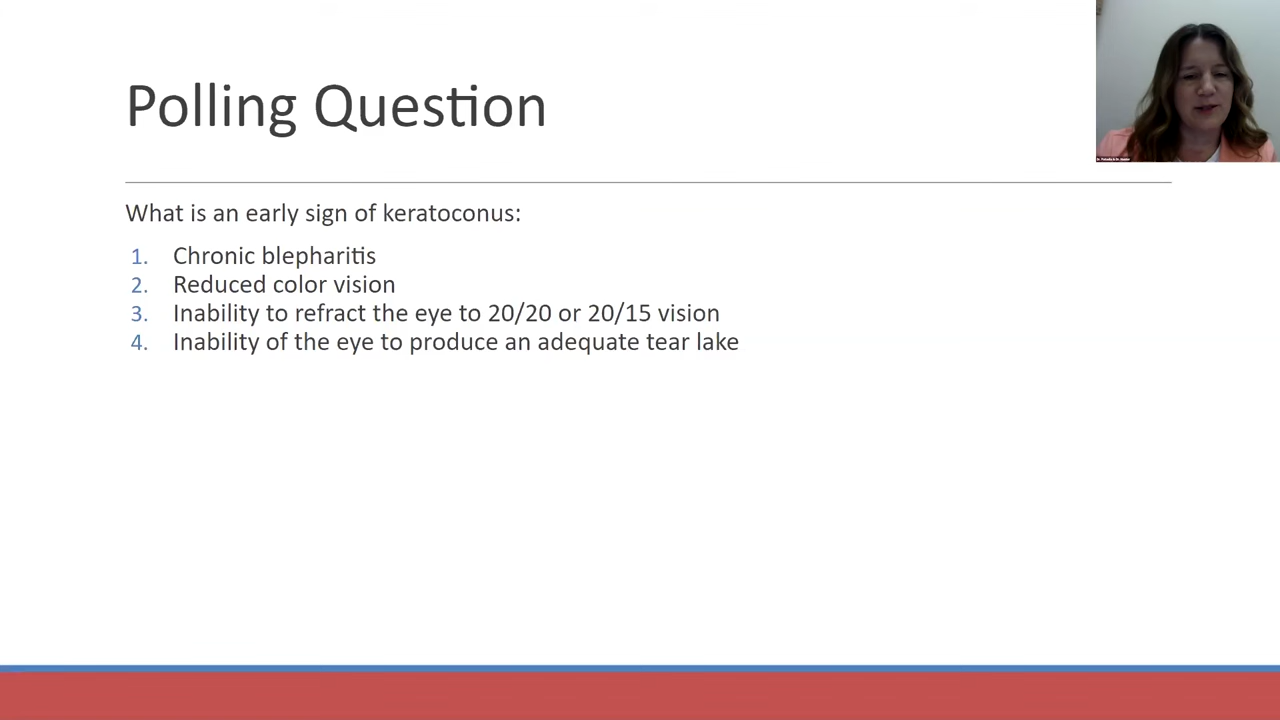 Polling Question
What is an early sign of keratoconus:
1. Chronic blepharitis
2. Reduced color vision
3. Inability to refract the eye to 20/20 or 20/15 vision
4. Inability of the eye to produce an adequate tear lake